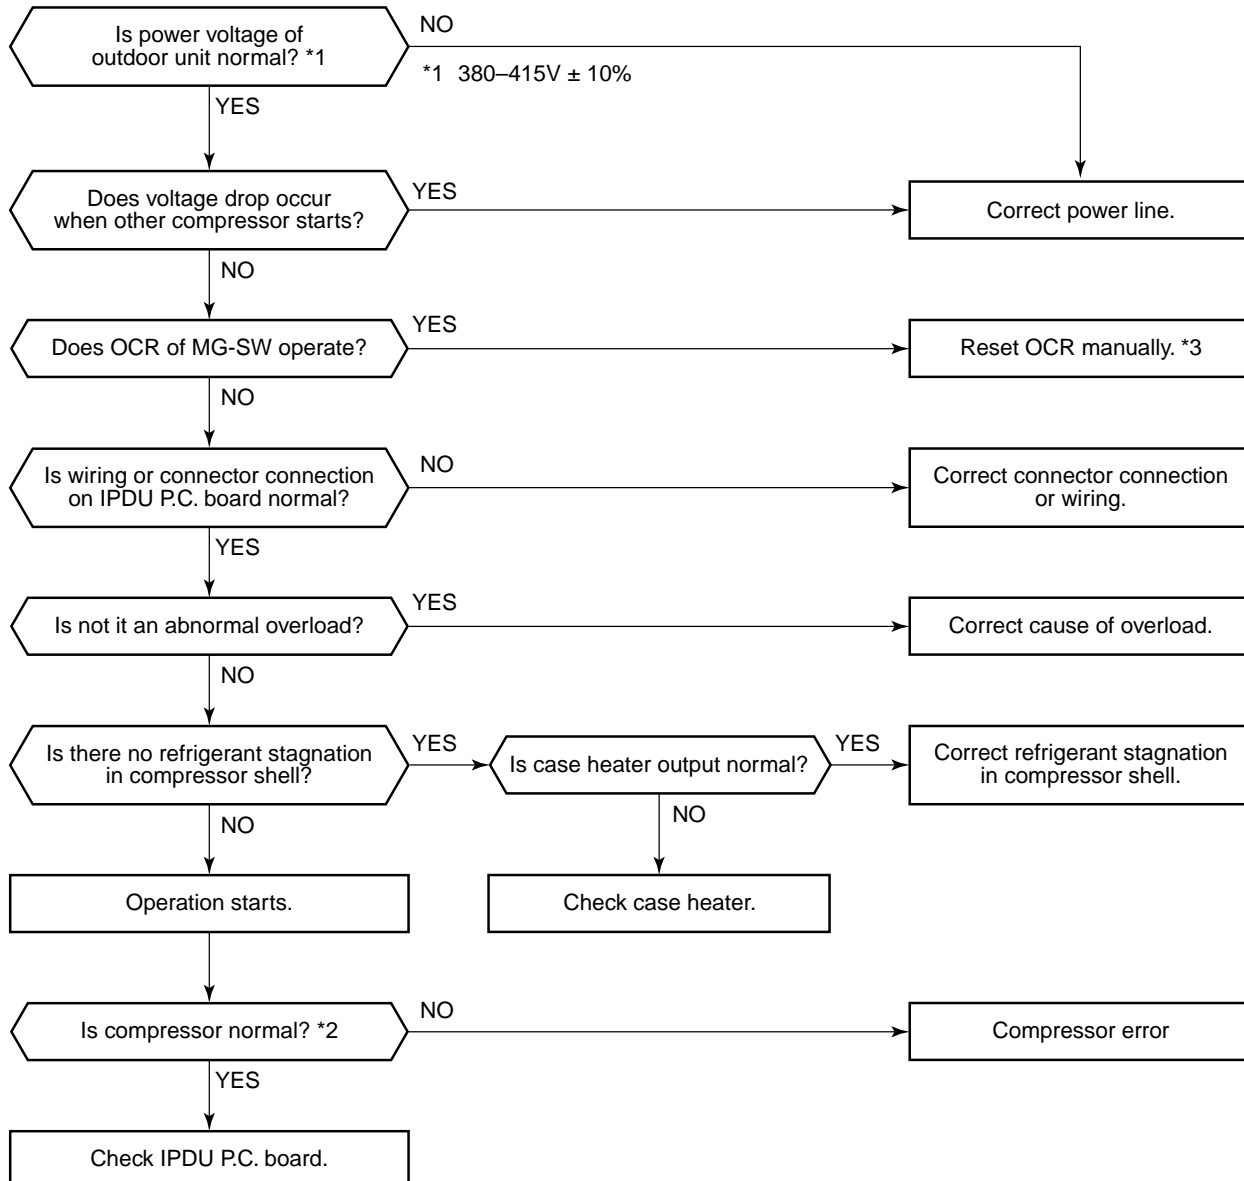 Is power voltage of
outdoor unit normal? *1
NO
*1 380–415V ± 10%
YES
Does voltage drop occur
when other compressor starts?
YES
Correct power line.
NO
Does OCR of MG-SW operate?
YES
Reset OCR manually. *3
NO
Is wiring or connector connection
on IPDU P.C. board normal?
NO
Correct connector connection
or wiring.
YES
Is not it an abnormal overload?
YES
Correct cause of overload.
NO
Is there no refrigerant stagnation
in compressor shell?
YES
Is case heater output normal?
YES
Correct refrigerant stagnation
in compressor shell.
NO
NO
Operation starts.
Check case heater.
Is compressor normal? *2
NO
Compressor error
YES
Check IPDU P.C. board.